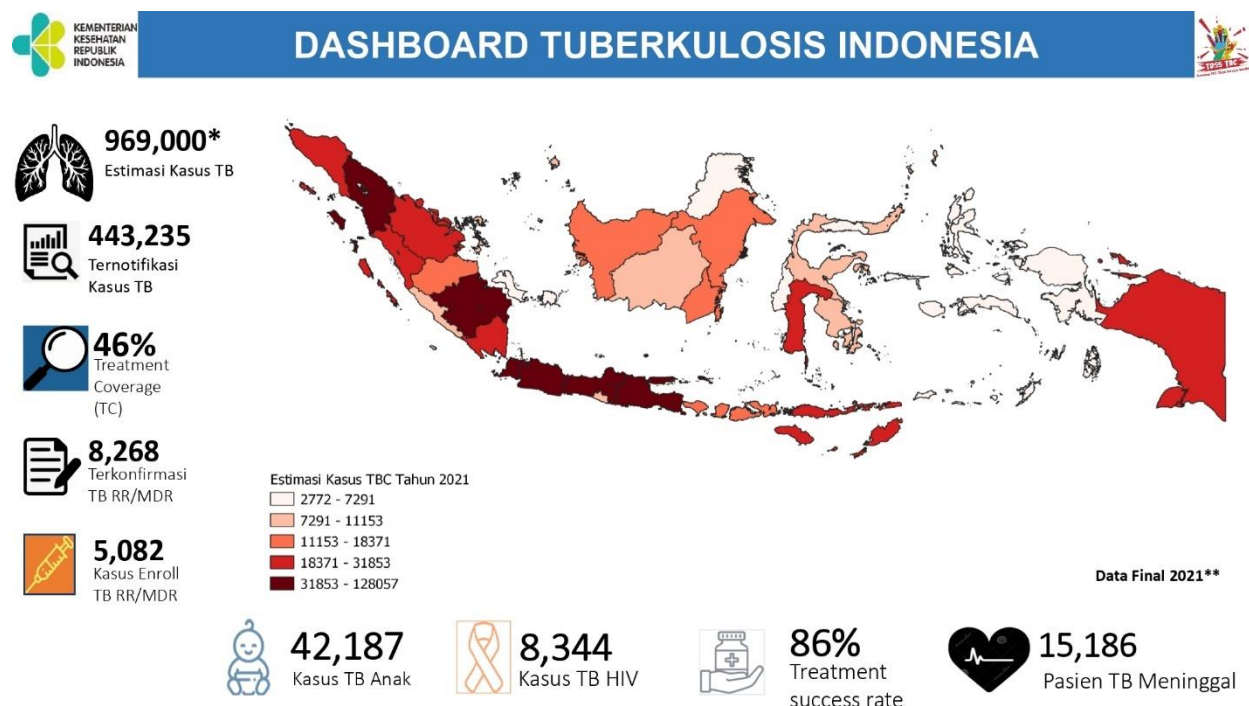 KEMENTERIAN
KESEHATAN
REPUBLIK
INDONESIA
DASHBOARD TUBERKULOSIS INDONESIA
969,000*
Estimasi Kasus TB
443,235
Ternotifikasi
Kasus TB
46%
Treatment
Coverage
(TC)
8,268
Terkonfirmasi
TB RR/MDR
5,082
Kasus Enroll
TB RR/MDR
Estimasi Kasus TBC Tahun 2021
2772 - 7291
7291 - 11153
11153 - 18371
18371 - 31853
31853 - 128057
Data Final 2021**
42,187
Kasus TB Anak
8,344
Kasus TB HIV
86%
Treatment
success rate
15,186
Pasien TB Meninggal